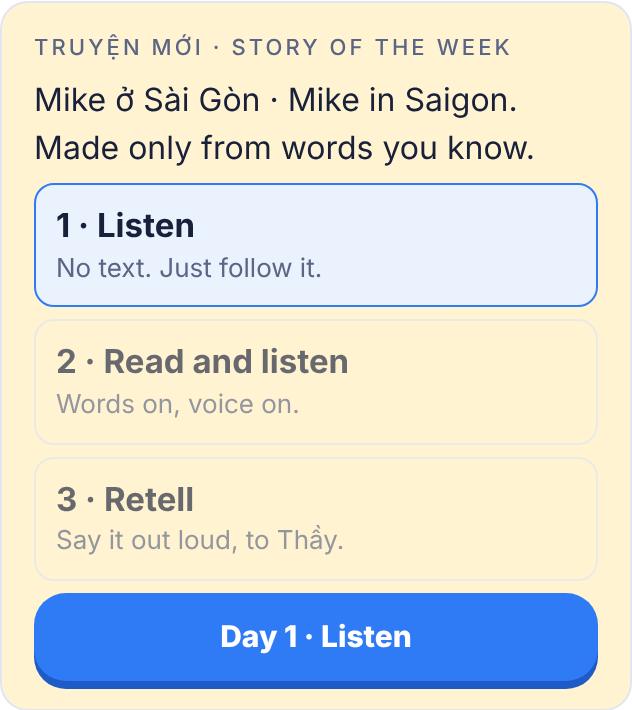 TRUYỆN MỚI · STORY OF THE WEEK
Mike ở Sài Gòn · Mike in Saigon.
Made only from words you know.
1 · Listen
No text. Just follow it.
2 · Read and listen
Words on, voice on.
3 · Retell
Say it out loud, to Thầy.
Day 1 · Listen